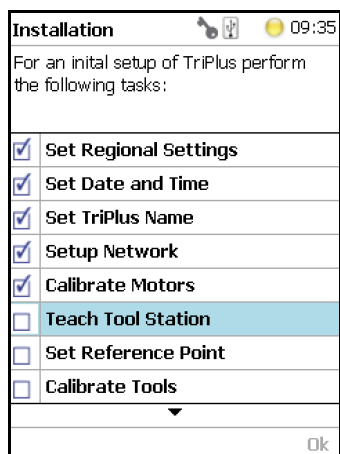 Installation 09:35
For an inital setup of TriPlus perform
the following tasks:
Set Regional Settings
Set Date and Time
Set TriPlus Name
Setup Network
Calibrate Motors
Teach Tool Station
Set Reference Point
Calibrate Tools
Ok